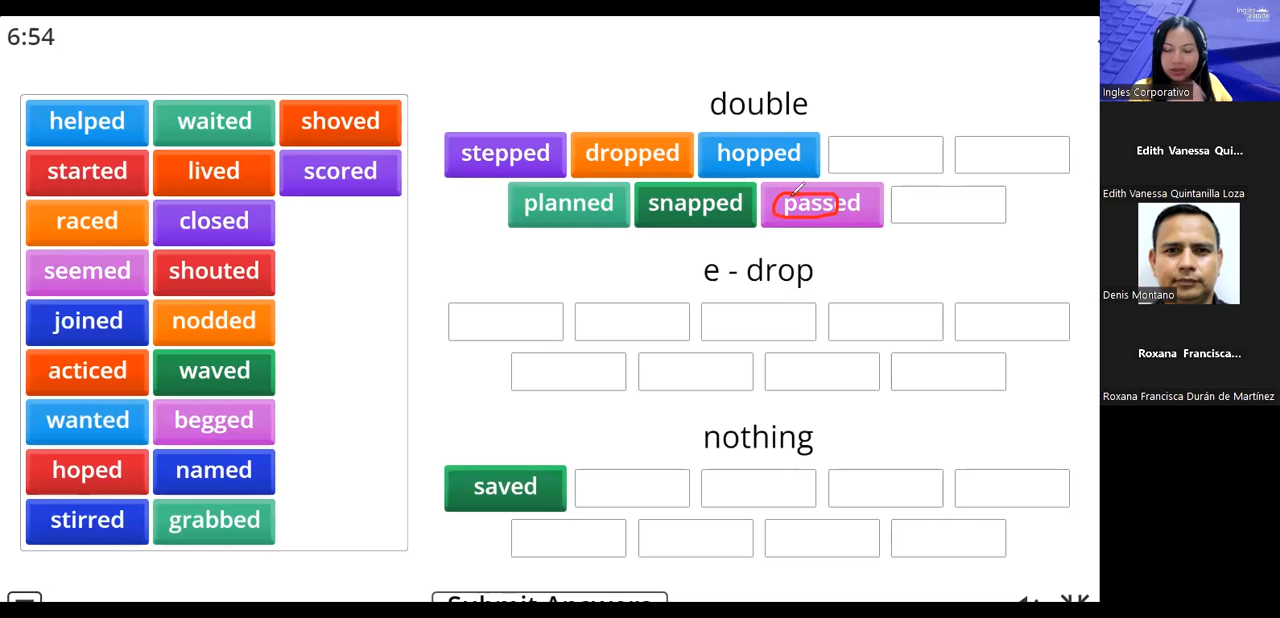 6:54
helped waited shoved
started lived scored
raced closed
seemed shouted
joined nodded
acticed waved
wanted begged
hoped named
stirred grabbed
double
stepped dropped hopped
planned snapped passed
e - drop
nothing
saved
Submit Answers
Ingles Corporativo
Edith Vanessa Qui...
Edith Vanessa Quintanilla Loza
Denis Montano
Roxana Francisca...
Roxana Francisca Durán de Martínez